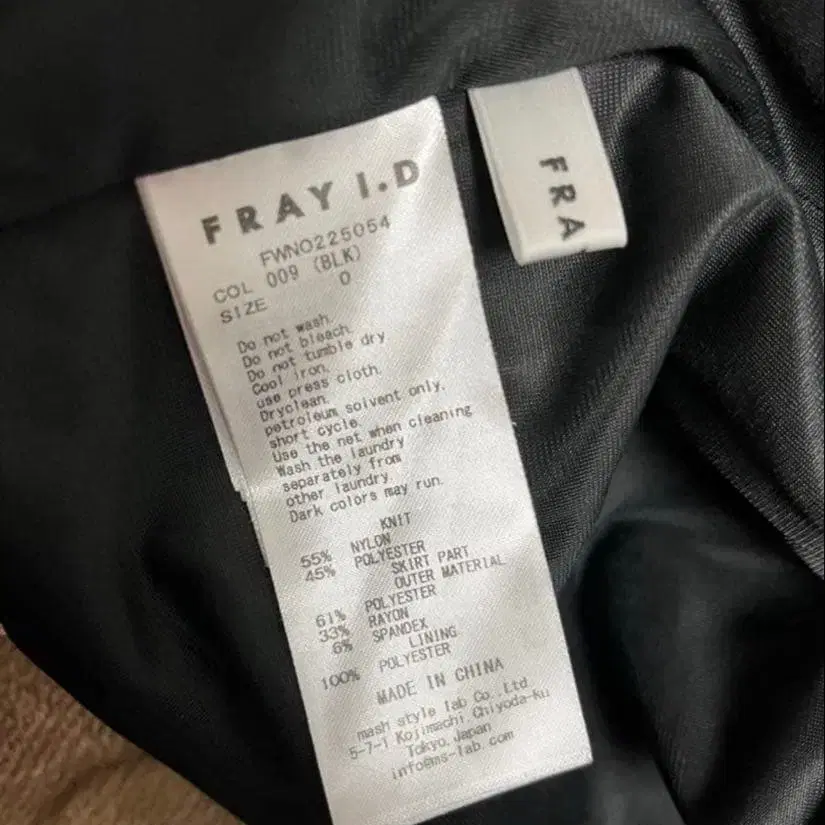 FRAY I.D
FWNO225054
COL 009 (BLK)
SIZE 0
Do not wash.
Do not bleach.
Do not tumble dry
Cool iron.
use press cloth.
Dryclean.
petroleum solvent only.
short cycle.
Use the net when cleaning
Wash the laundry
separately from
other laundry.
Dark colors may run.
KNIT
55% NYLON
45% POLYESTER
SKIRT PART
OUTER MATERIAL
61% POLYESTER
33% RAYON
6% SPANDEX
LINING
100% POLYESTER
MADE IN CHINA
mash style lab Co.,Ltd
5-7-1 Kojimachi,Chiyoda-ku
Tokyo,Japan
info@ms-lab.com
FRA